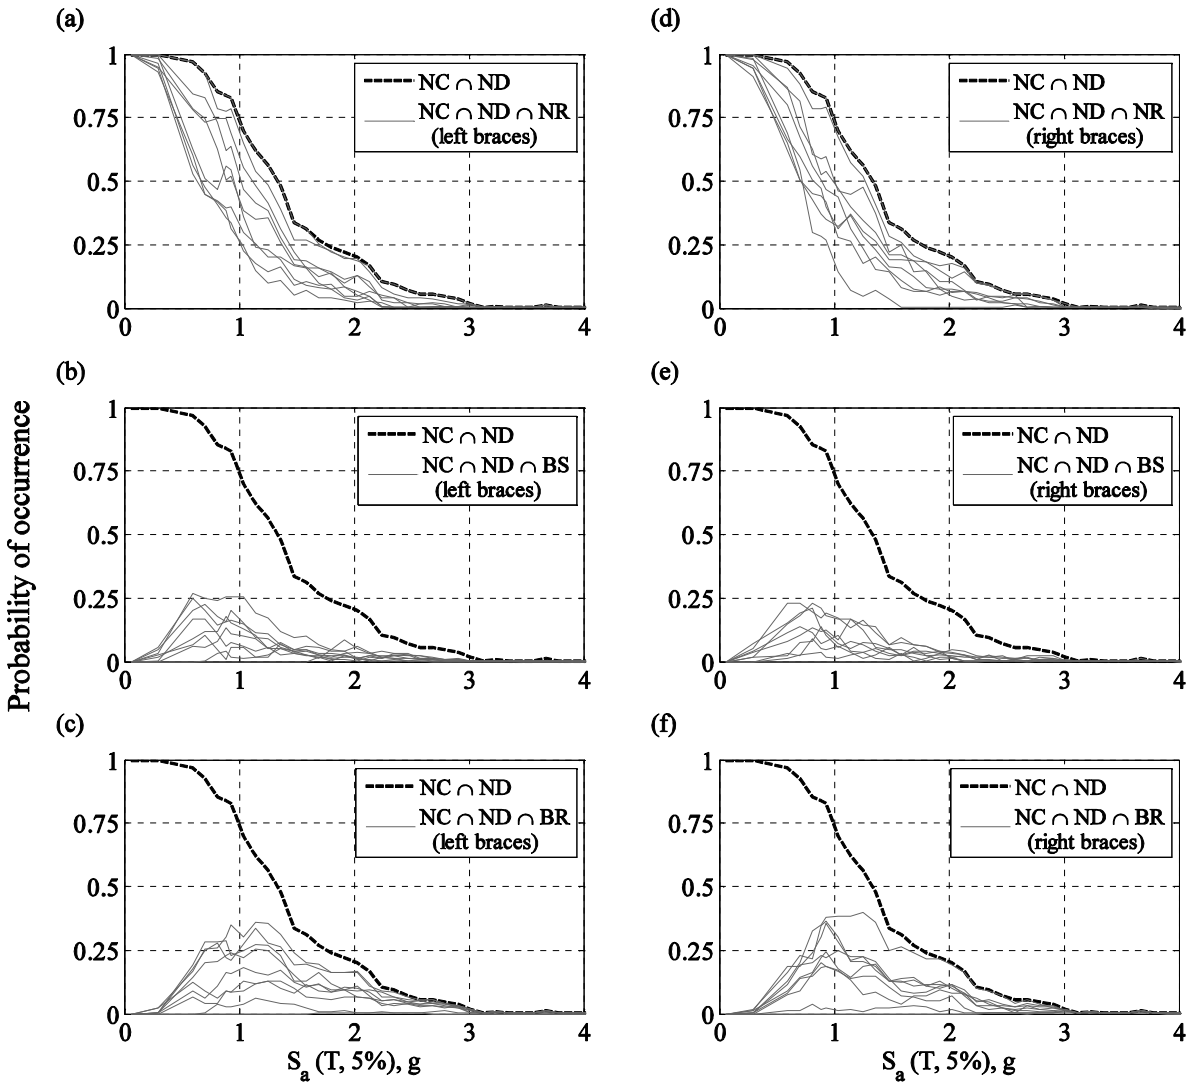 (a)
1
0.75
0.5
0.25
0
0 1 2 3 4
NC ∩ ND
NC ∩ ND ∩ NR
(left braces)
(d)
1
0.75
0.5
0.25
0
0 1 2 3 4
NC ∩ ND
NC ∩ ND ∩ NR
(right braces)
Probability of occurrence
(b)
1
0.75
0.5
0.25
0
0 1 2 3 4
NC ∩ ND
NC ∩ ND ∩ BS
(left braces)
(e)
1
0.75
0.5
0.25
0
0 1 2 3 4
NC ∩ ND
NC ∩ ND ∩ BS
(right braces)
(c)
1
0.75
0.5
0.25
0
0 1 2 3 4
NC ∩ ND
NC ∩ ND ∩ BR
(left braces)
Sa (T, 5%), g
(f)
1
0.75
0.5
0.25
0
0 1 2 3 4
NC ∩ ND
NC ∩ ND ∩ BR
(right braces)
Sa (T, 5%), g